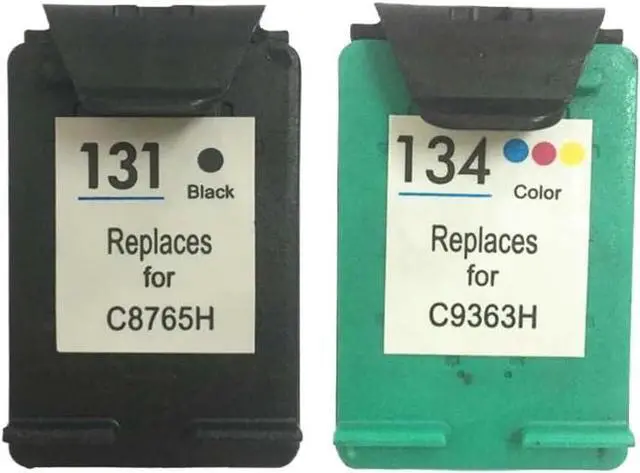 131
Black
Replaces
for
C8765H
134
Color
Replaces
for
C9363H